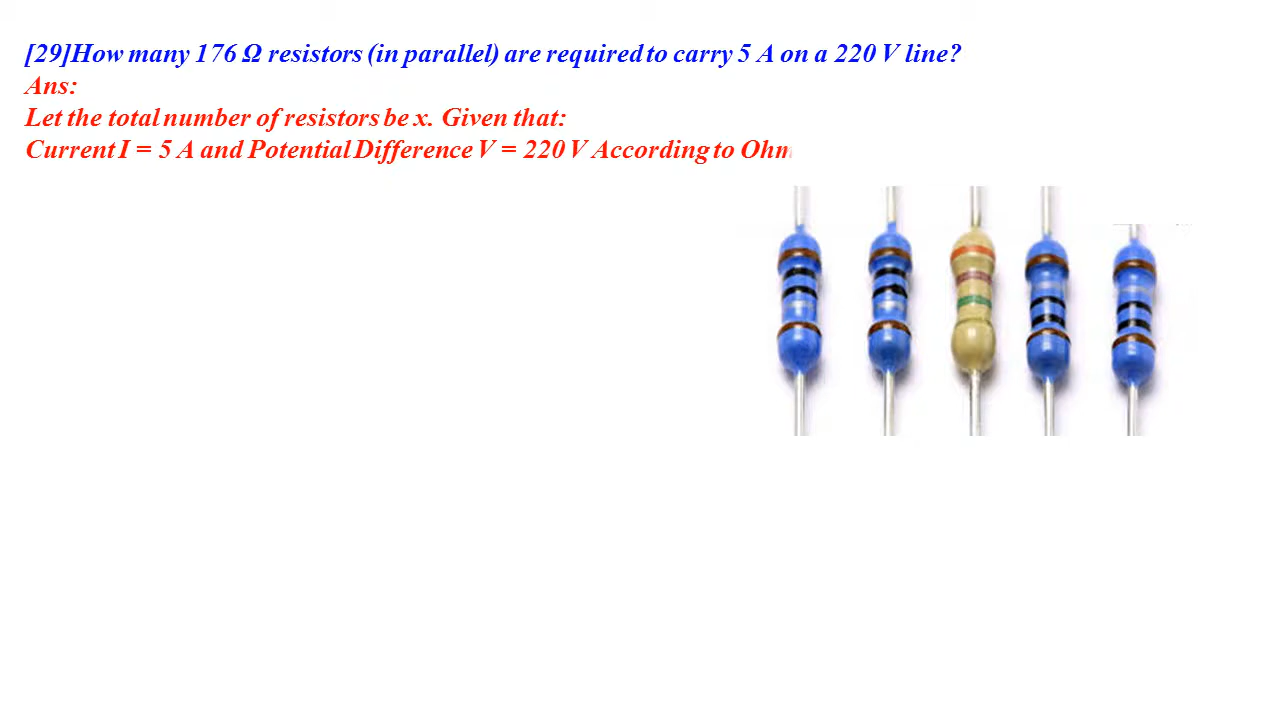 [29]How many 176 Ω resistors (in parallel) are required to carry 5 A on a 220 V line?
Ans:
Let the total number of resistors be x. Given that:
Current I = 5 A and Potential Difference V = 220 V According to Ohm